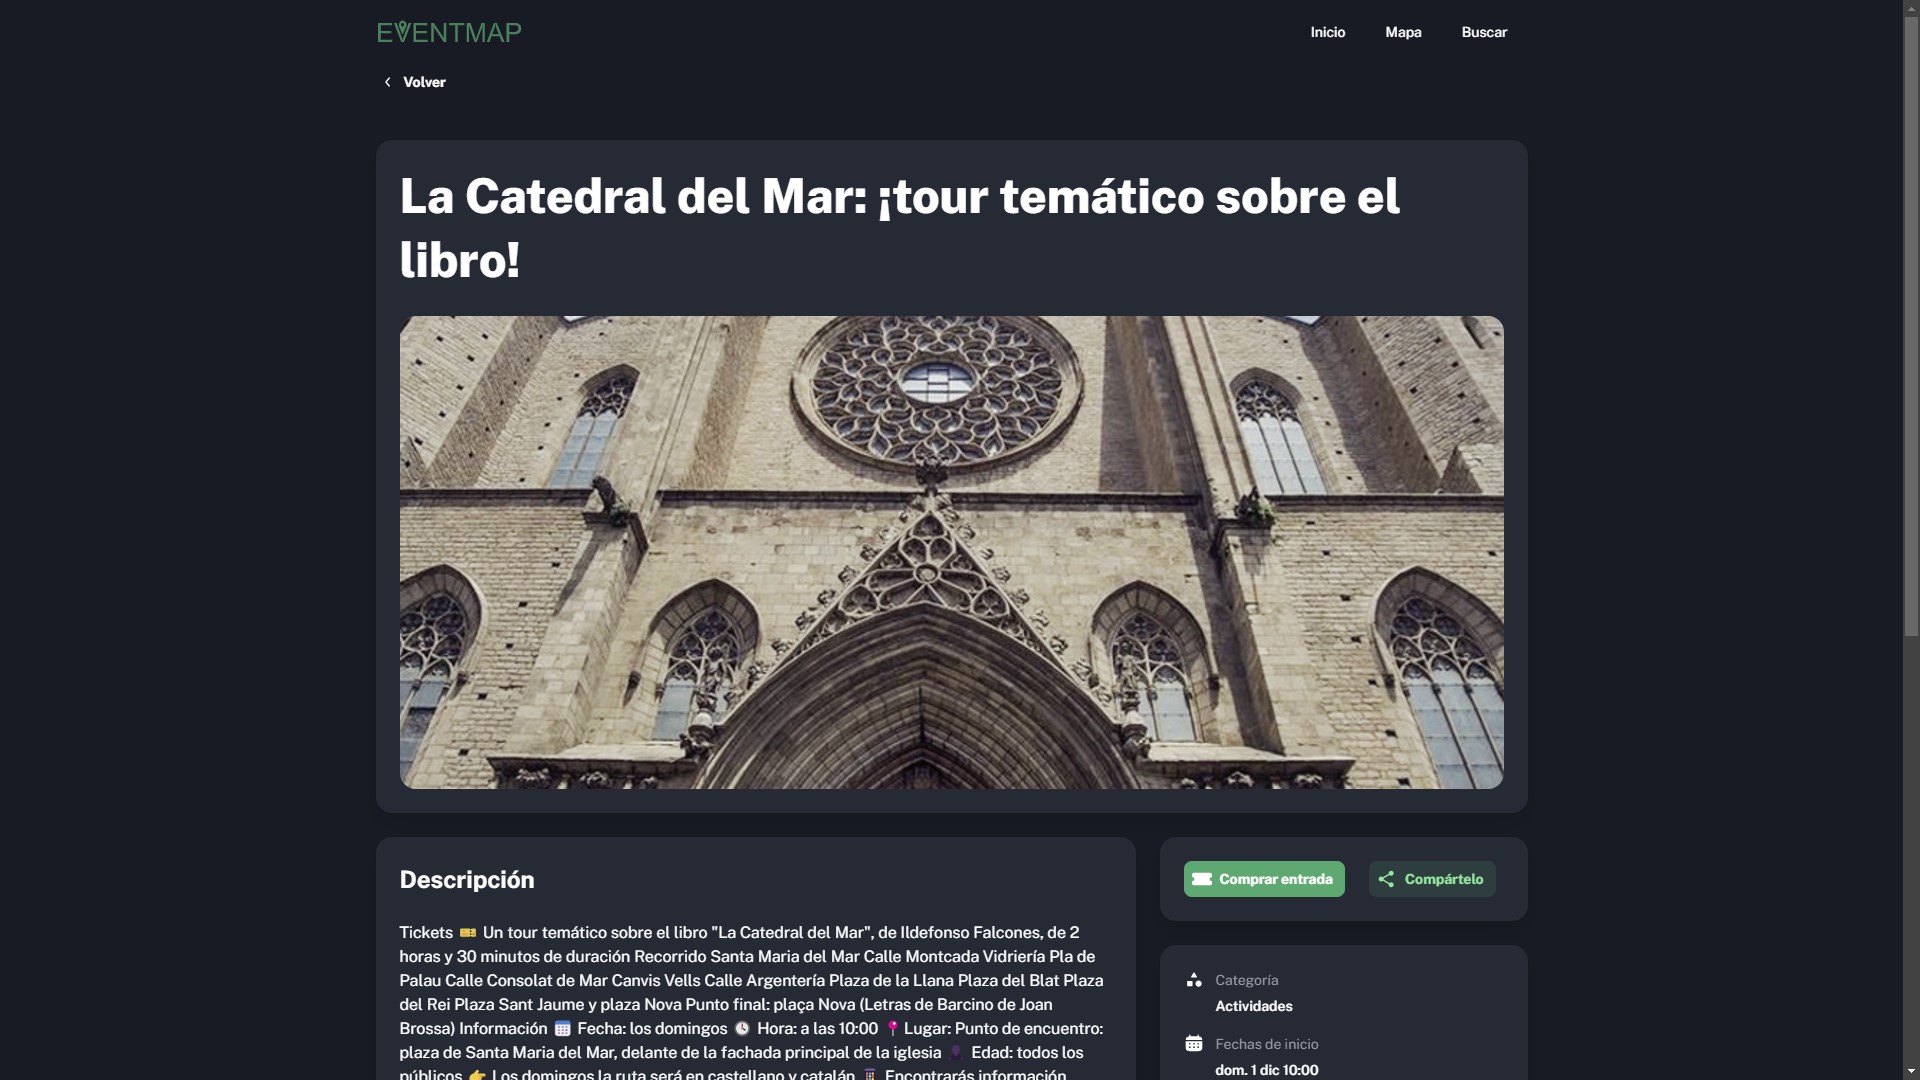 EVENTMAP
Inicio
Mapa
Buscar
Volver
La Catedral del Mar: ¡tour temático sobre el
libro!
Descripción
Tickets 🎫 Un tour temático sobre el libro "La Catedral del Mar", de Ildefonso Falcones, de 2
horas y 30 minutos de duración Recorrido Santa Maria del Mar Calle Montcada Vidriería Pla de
Palau Calle Consolat de Mar Canvis Vells Calle Argentería Plaza de la Llana Plaza del Blat Plaza
del Rei Plaza Sant Jaume y plaza Nova Punto final: plaça Nova (Letras de Barcino de Joan
Brossa) Información 📅 Fecha: los domingos 🕓 Hora: a las 10:00 📍 Lugar: Punto de encuentro:
plaza de Santa Maria del Mar, delante de la fachada principal de la iglesia 👤 Edad: todos los
públicos 👉 Los domingos la ruta será en castellano y catalán 📱 Encontrarás información
Comprar entrada
Compártelo
Categoría
Actividades
Fechas de inicio
dom. 1 dic 10:00